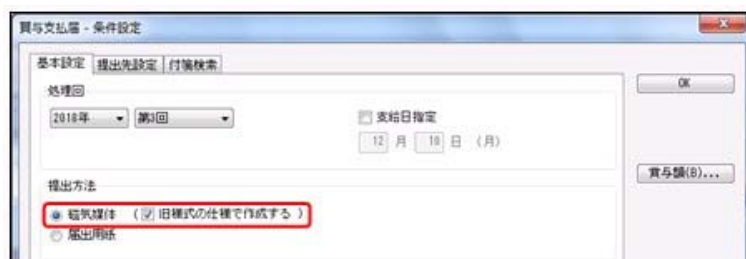 賞与支払届 - 条件設定
基本設定 提出先設定 付箋検索
処理回
2018年 第3回
支給日指定
12 月 10 日 (月)
OK
賞与額(B)...
提出方法
磁気媒体 ( 旧様式の仕様で作成する )
届出用紙